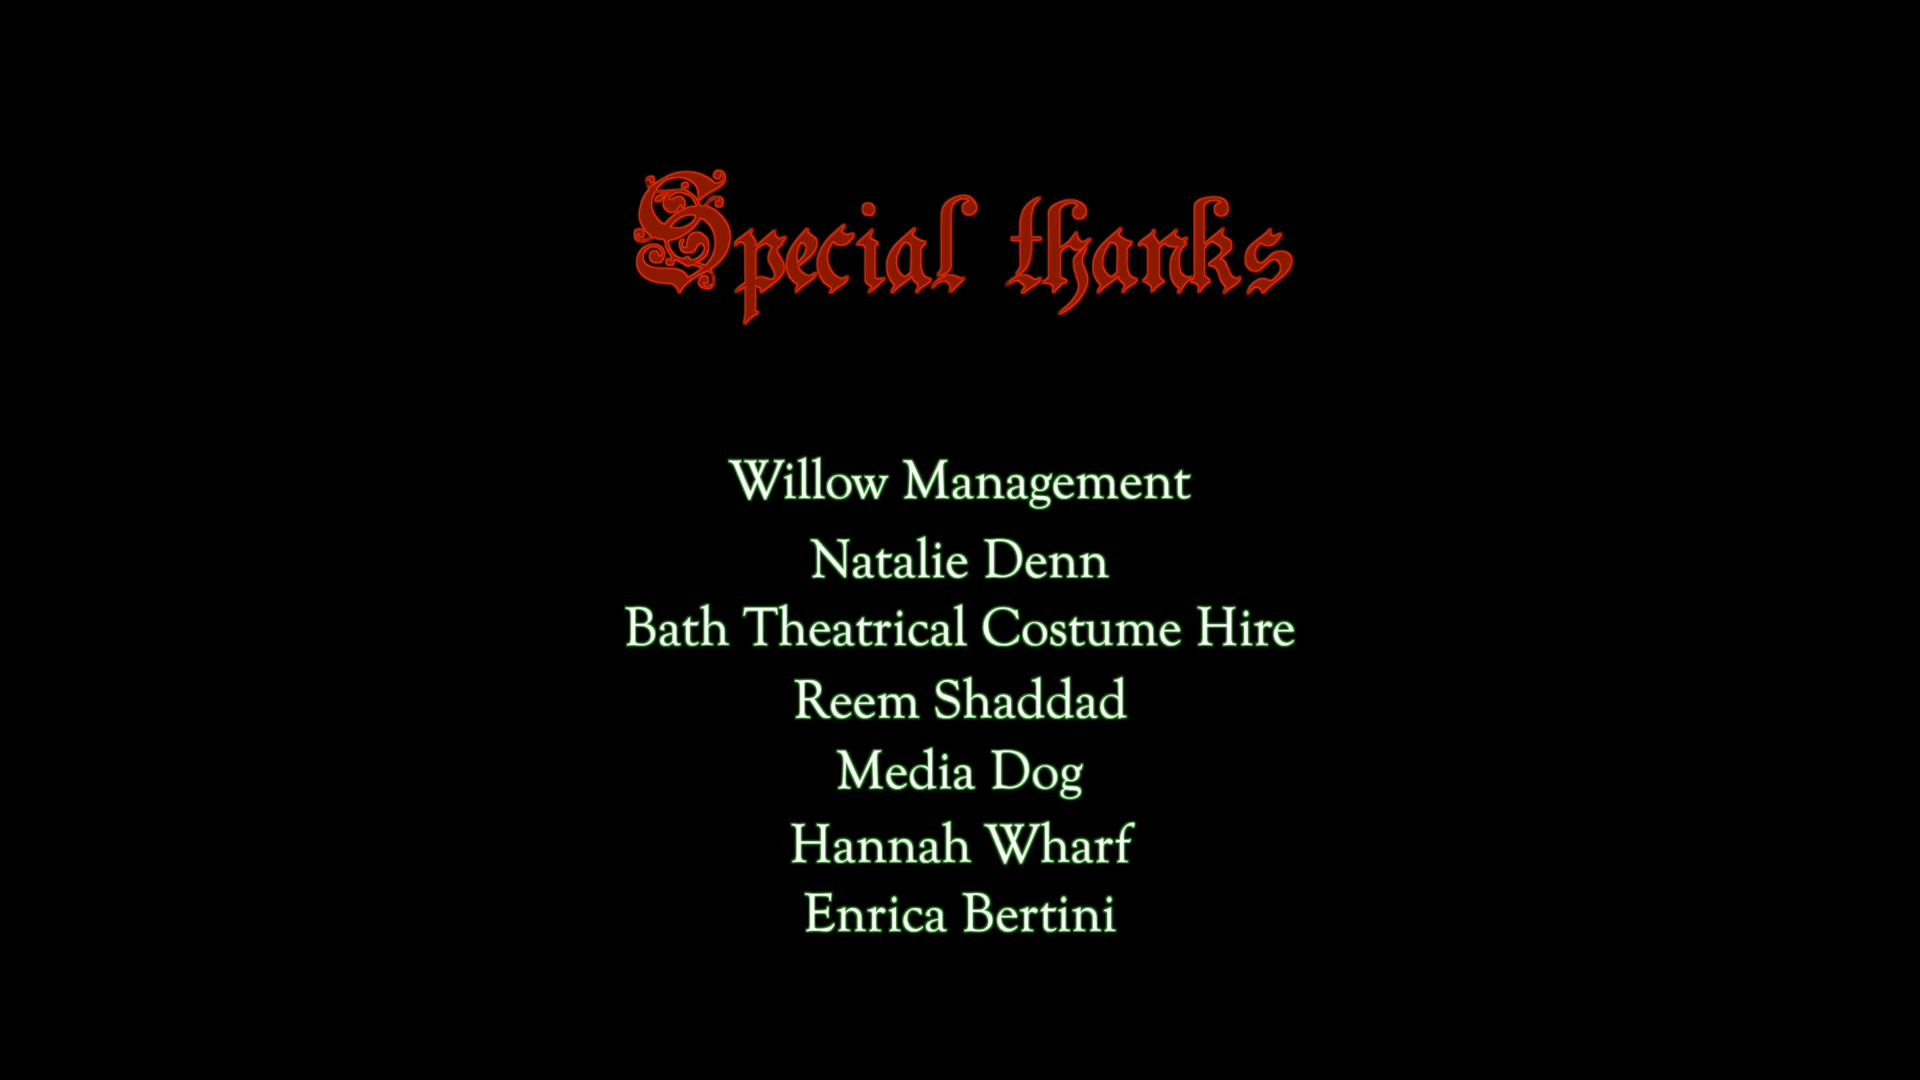 Special thanks
Willow Management
Natalie Denn
Bath Theatrical Costume Hire
Reem Shaddad
Media Dog
Hannah Wharf
Enrica Bertini